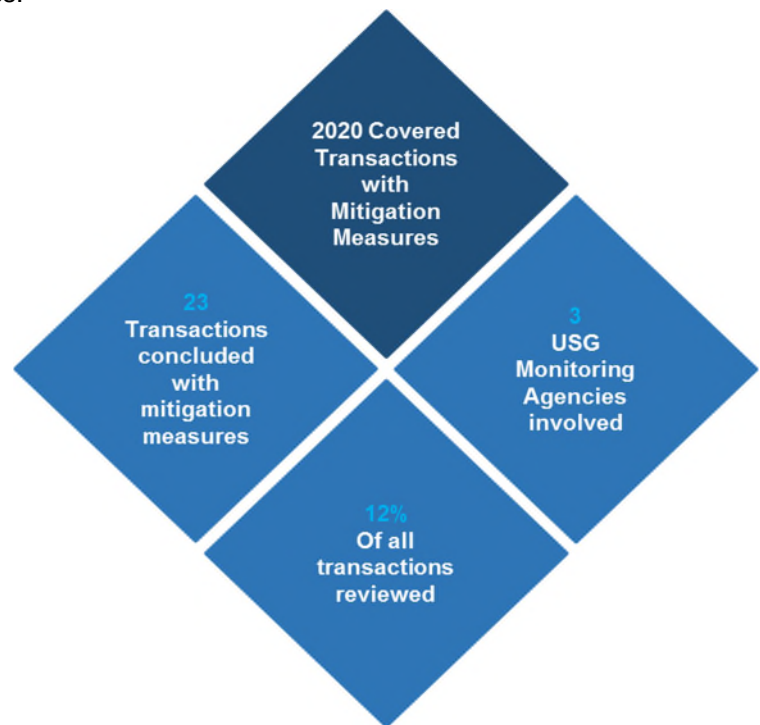 2020 Covered
Transactions
with
Mitigation
Measures
23
Transactions
concluded
with
mitigation
measures
3
USG
Monitoring
Agencies
involved
12%
Of all
transactions
reviewed